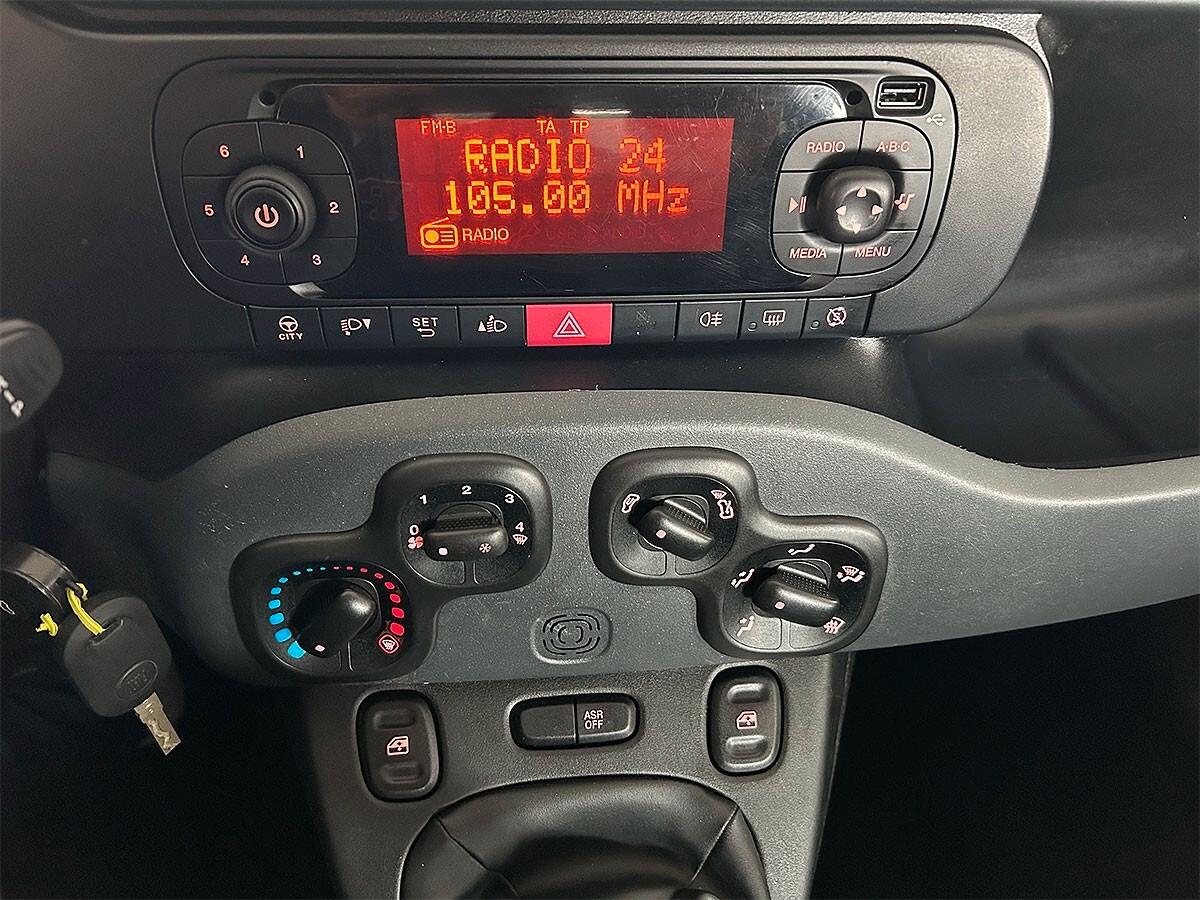 FM-B TA TP
RADIO 24
105.00 MHz
RADIO
6 1
5 2
4 3
RADIO A·B·C
MEDIA MENU
CITY
SET
0 1 2 3 4
ASR
OFF